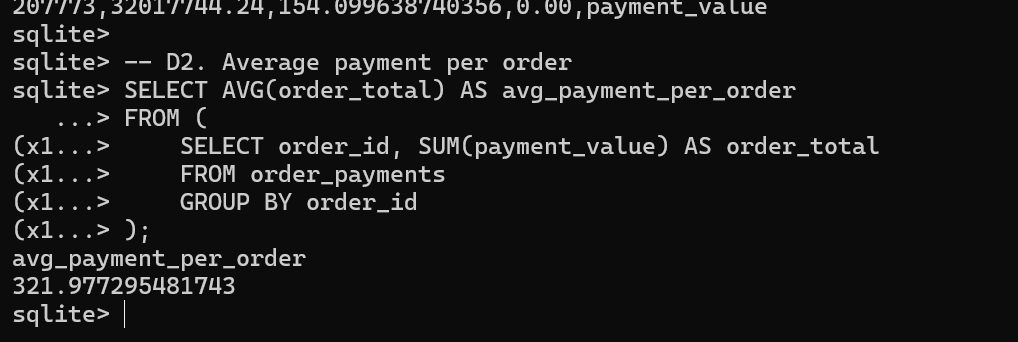 207773,32017744.24,154.099638740356,0.00,payment_value
sqlite>
sqlite> -- D2. Average payment per order
sqlite> SELECT AVG(order_total) AS avg_payment_per_order
   ...> FROM (
(x1...>     SELECT order_id, SUM(payment_value) AS order_total
(x1...>     FROM order_payments
(x1...>     GROUP BY order_id
(x1...> );
avg_payment_per_order
321.977295481743
sqlite>